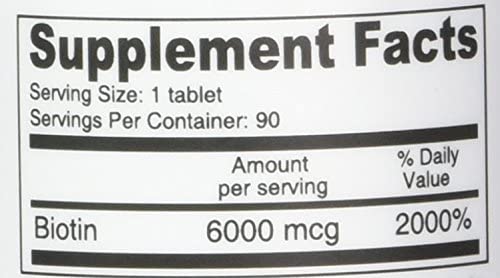 Supplement Facts
Serving Size: 1 tablet
Servings Per Container: 90
Amount per serving
% Daily Value
Biotin 6000 mcg 2000%